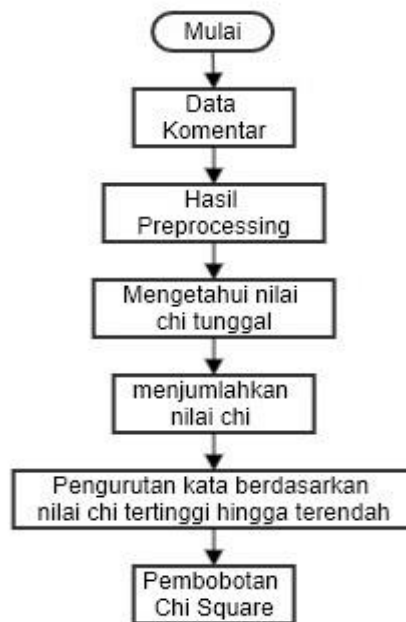 Mulai
Data
Komentar
Hasil
Preprocessing
Mengetahui nilai
chi tunggal
menjumlahkan
nilai chi
Pengurutan kata berdasarkan
nilai chi tertinggi hingga terendah
Pembobotan
Chi Square